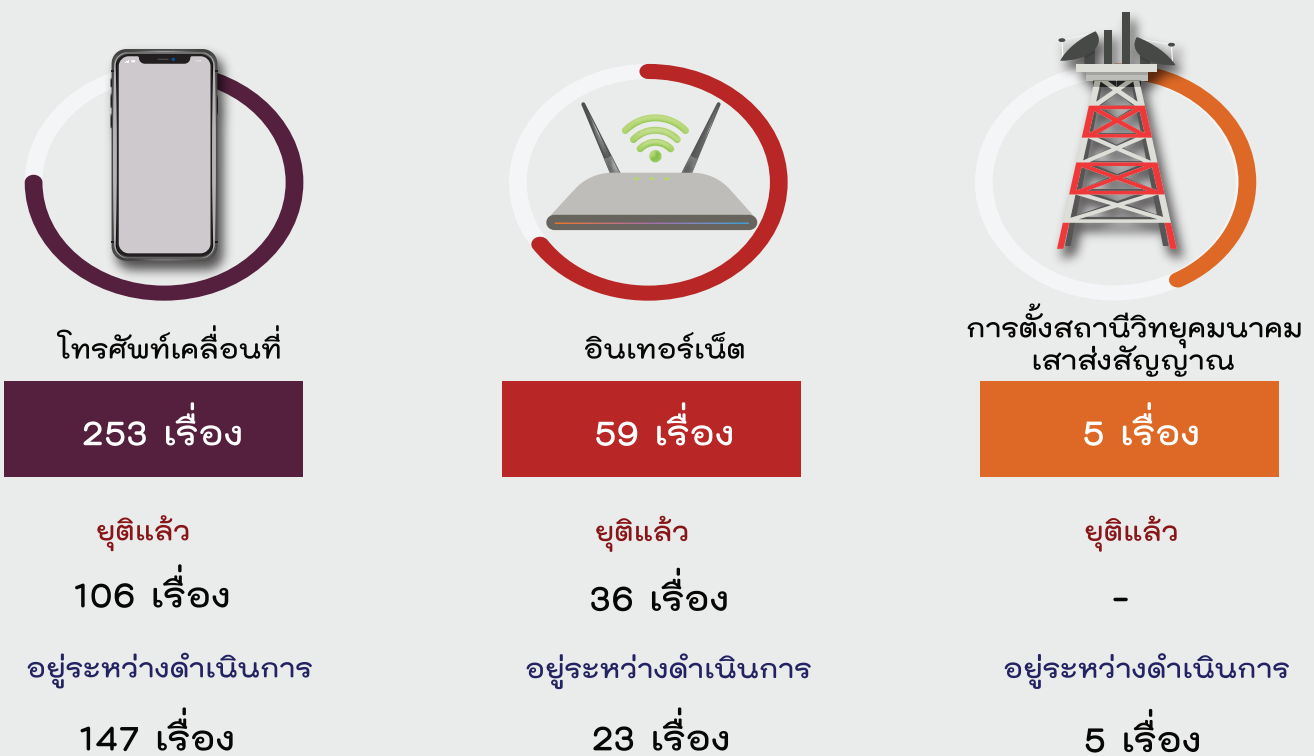 โทรศัพท์เคลื่อนที่
253 เรื่อง
ยุติแล้ว
106 เรื่อง
อยู่ระหว่างดำเนินการ
147 เรื่อง
อินเทอร์เน็ต
59 เรื่อง
ยุติแล้ว
36 เรื่อง
อยู่ระหว่างดำเนินการ
23 เรื่อง
การตั้งสถานีวิทยุคมนาคม
เสาส่งสัญญาณ
5 เรื่อง
ยุติแล้ว
-
อยู่ระหว่างดำเนินการ
5 เรื่อง